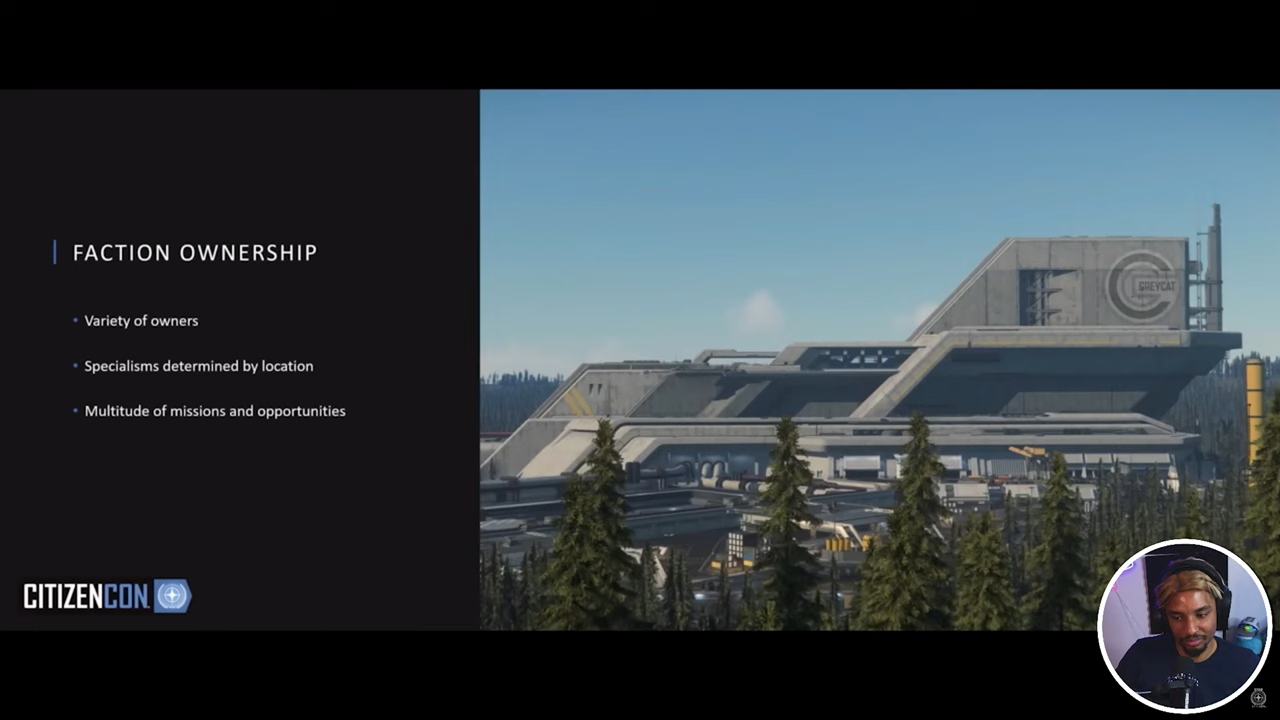 FACTION OWNERSHIP
• Variety of owners
• Specialisms determined by location
• Multitude of missions and opportunities
GREYCAT
CITIZENCON